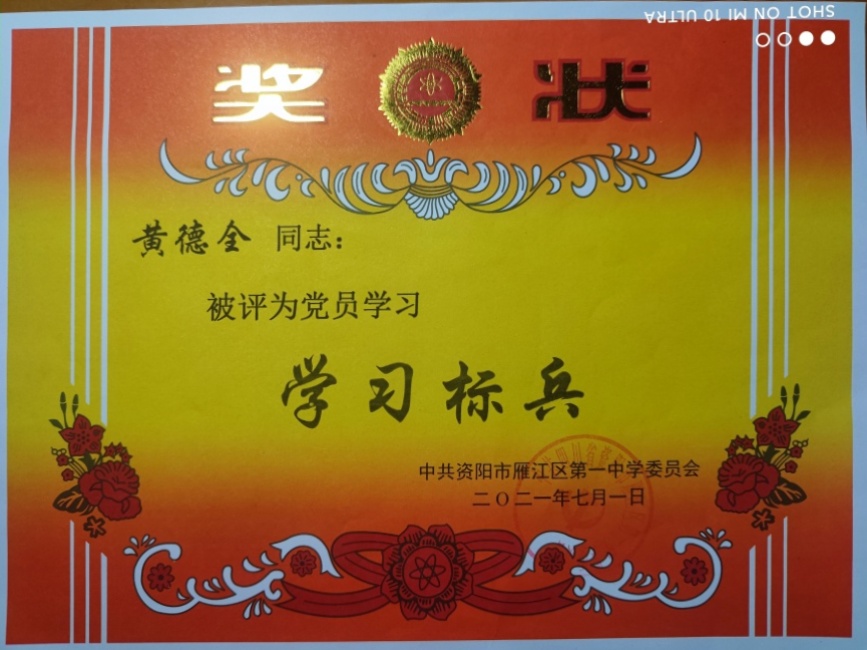 SHOT ON MI 10 ULTRA
奖 状
黄德全 同志：
被评为党员学习
学习标兵
中共资阳市雁江区第一中学委员会
二O二一年七月一日